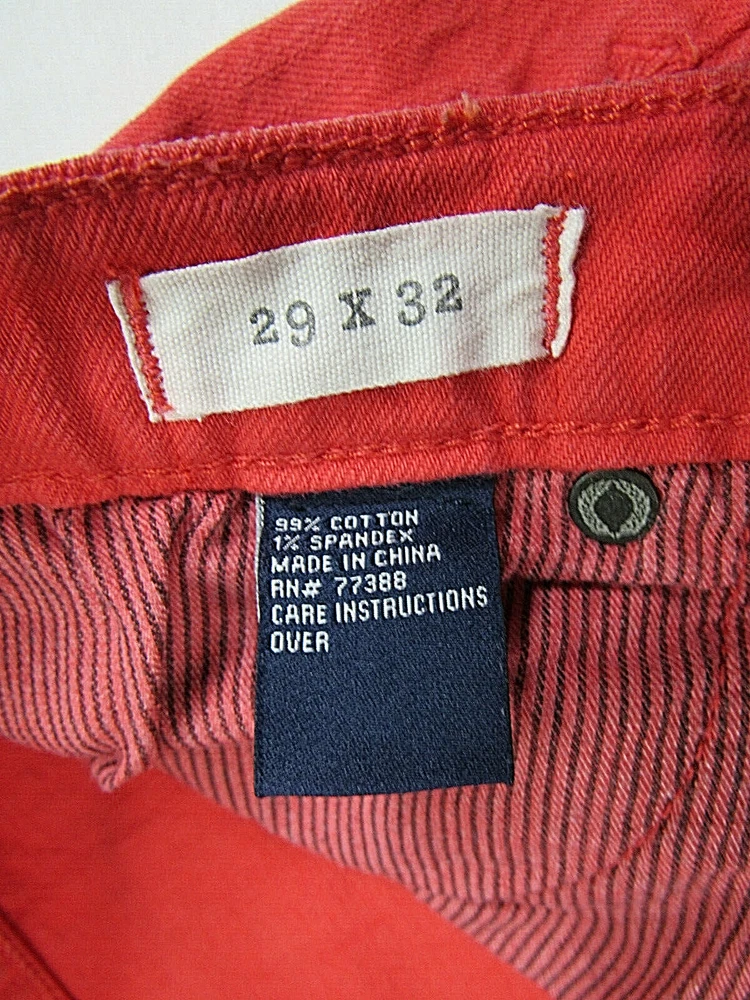 29 X 32
99% COTTON
1% SPANDEX
MADE IN CHINA
RN# 77388
CARE INSTRUCTIONS
OVER